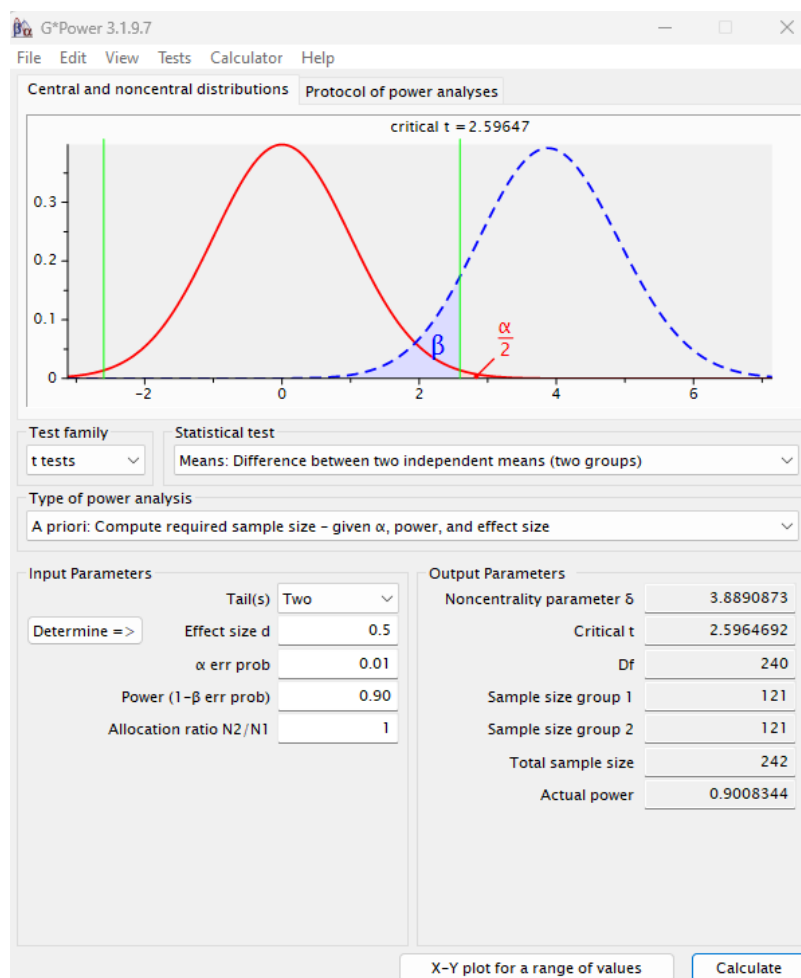 βα G*Power 3.1.9.7
File Edit View Tests Calculator Help
Central and noncentral distributions Protocol of power analyses
critical t = 2.59647
0.3
0.2
0.1
0
β
α
2
-2 0 2 4 6
Test family Statistical test
t tests Means: Difference between two independent means (two groups)
Type of power analysis
A priori: Compute required sample size – given α, power, and effect size
Input Parameters
Tail(s) Two
Determine => Effect size d 0.5
α err prob 0.01
Power (1-β err prob) 0.90
Allocation ratio N2/N1 1
Output Parameters
Noncentrality parameter δ 3.8890873
Critical t 2.5964692
Df 240
Sample size group 1 121
Sample size group 2 121
Total sample size 242
Actual power 0.9008344
X-Y plot for a range of values Calculate